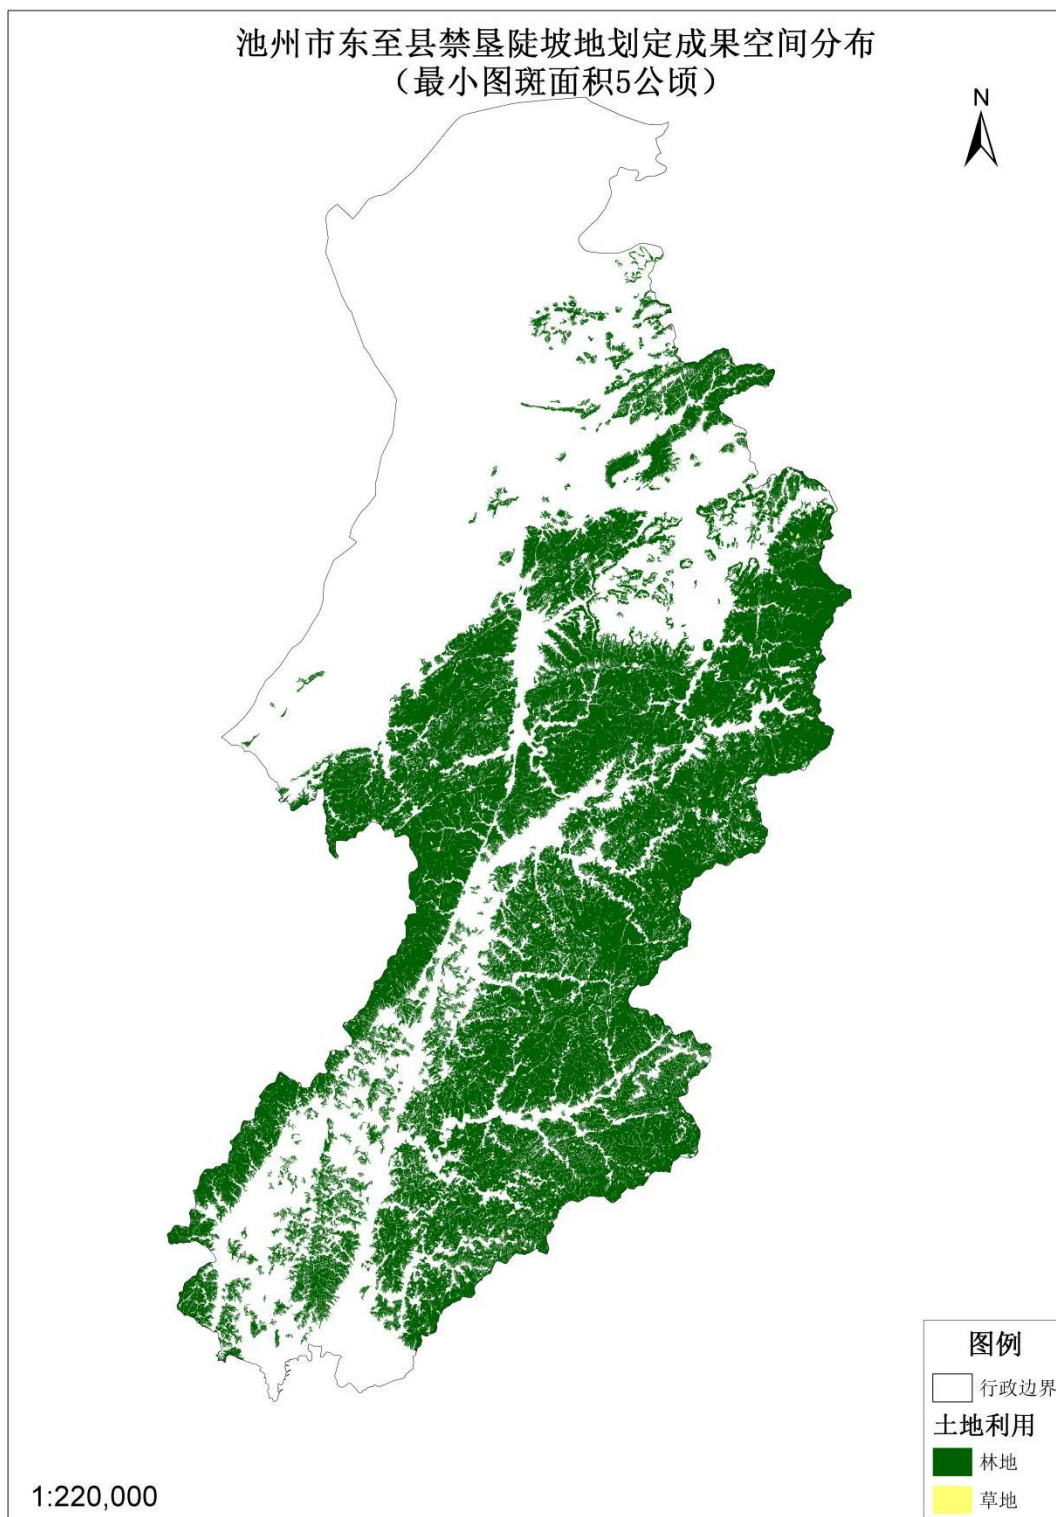 池州市东至县禁垦陡坡地划定成果空间分布
（最小图斑面积5公顷）
N
图例
行政边界
土地利用
林地
草地
1:220,000